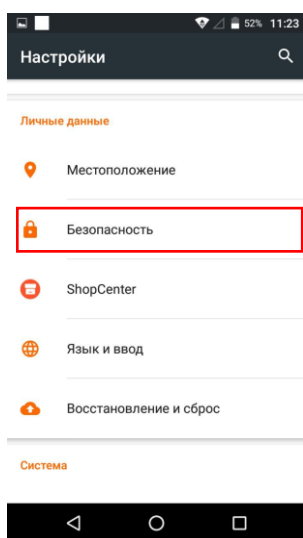 52% 11:23
Настройки
Личные данные
Местоположение
Безопасность
ShopCenter
Язык и ввод
Восстановление и сброс
Система